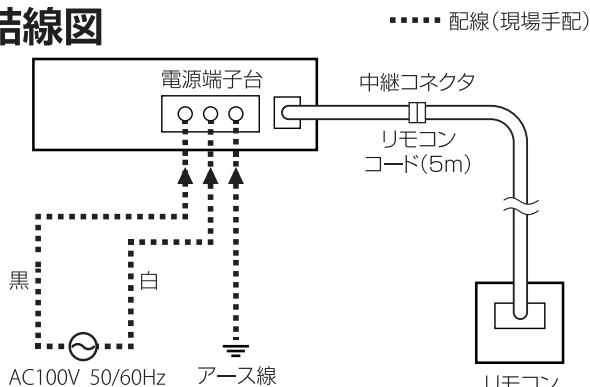 結線図
配線(現場手配)
電源端子台
中継コネクタ
リモコン
コード(5m)
黒
白
AC100V 50/60Hz
アース線
リモコン